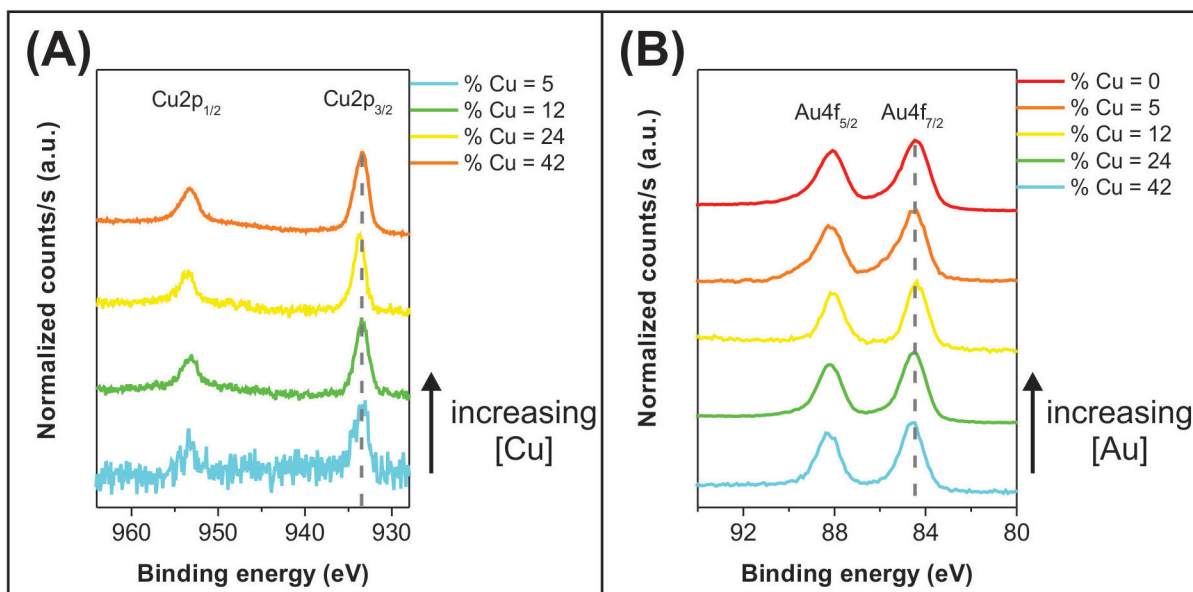 (A)
Cu2p1/2
Cu2p3/2
% Cu = 5
% Cu = 12
% Cu = 24
% Cu = 42
Normalized counts/s (a.u.)
increasing
[Cu]
960
950
940
930
Binding energy (eV)
(B)
Au4f5/2
Au4f7/2
% Cu = 0
% Cu = 5
% Cu = 12
% Cu = 24
% Cu = 42
Normalized counts/s (a.u.)
increasing
[Au]
92
88
84
80
Binding energy (eV)